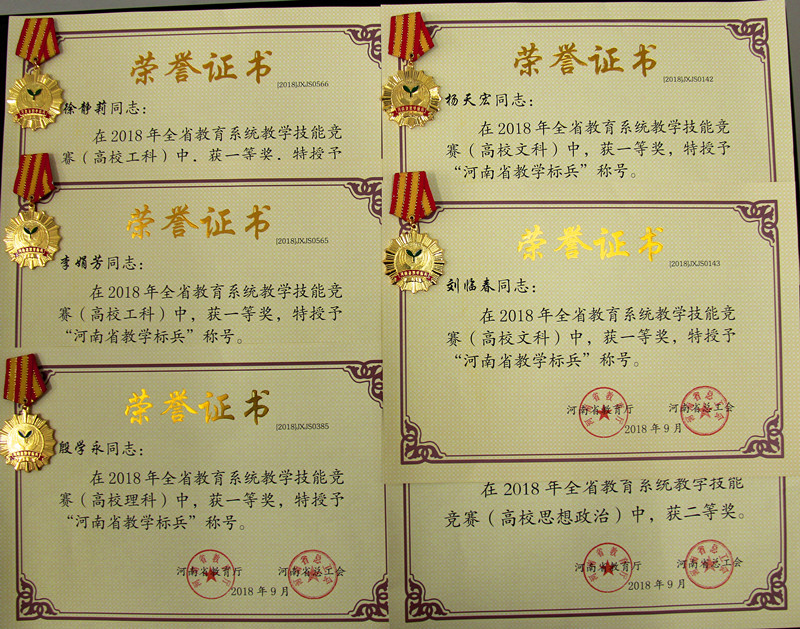 荣誉证书
[2018]JXJS0566
徐静莉同志：
在2018年全省教育系统教学技能竞
赛（高校工科）中，获一等奖，特授予
荣誉证书
[2018]JXJS0565
李娟芳同志：
在2018年全省教育系统教学技能竞
赛（高校工科）中，获一等奖，特授予
“河南省教学标兵”称号。
荣誉证书
[2018]JXJS0385
殷学永同志：
在2018年全省教育系统教学技能竞
赛（高校理科）中，获一等奖，特授予
“河南省教学标兵”称号。
河南省教育厅 河南省总工会
2018年9月
荣誉证书
[2018]JXJS0142
杨天宏同志：
在2018年全省教育系统教学技能竞
赛（高校文科）中，获一等奖，特授予
“河南省教学标兵”称号。
荣誉证书
[2018]JXJS0143
刘临春同志：
在2018年全省教育系统教学技能竞
赛（高校文科）中，获一等奖，特授予
“河南省教学标兵”称号。
河南省教育厅 河南省总工会
2018年9月
在2018年全省教育系统教学技能
竞赛（高校思想政治）中，获二等奖。
河南省教育厅 河南省总工会
2018年9月